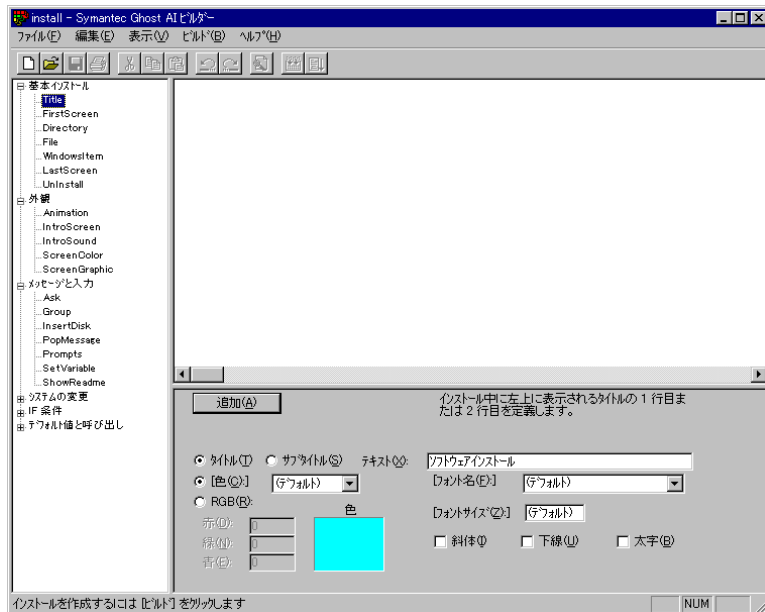 install - Symantec Ghost AIﾋﾞﾙﾀﾞｰ
ﾌｧｲﾙ(F) 編集(E) 表示(V) ﾋﾞﾙﾄﾞ(B) ﾍﾙﾌﾟ(H)
基本ｲﾝｽﾄｰﾙ
Title
FirstScreen
Directory
File
WindowsItem
LastScreen
UnInstall
外観
Animation
IntroScreen
IntroSound
ScreenColor
ScreenGraphic
ﾒｯｾｰｼﾞと入力
Ask
Group
InsertDisk
PopMessage
Prompts
SetVariable
ShowReadme
ｼｽﾃﾑの変更
IF 条件
ﾃﾞﾌｫﾙﾄ値と呼び出し
追加(A)
ｲﾝｽﾄｰﾙ中に左上に表示されるﾀｲﾄﾙの 1 行目ま
たは 2 行目を定義します。
ﾀｲﾄﾙ(T) ｻﾌﾞﾀｲﾄﾙ(S) ﾃｷｽﾄ(X): ｿﾌﾄｳｪｱｲﾝｽﾄｰﾙ
[色(C):] (ﾃﾞﾌｫﾙﾄ) [ﾌｫﾝﾄ名(F):] (ﾃﾞﾌｫﾙﾄ)
RGB(R):
色
[ﾌｫﾝﾄｻｲｽﾞ(Z):] (ﾃﾞﾌｫﾙﾄ)
赤(D): 0
緑(N): 0
青(E): 0
斜体(I) 下線(U) 太字(B)
ｲﾝｽﾄｰﾙを作成するには [ﾋﾞﾙﾄﾞ] をｸﾘｯｸします
NUM